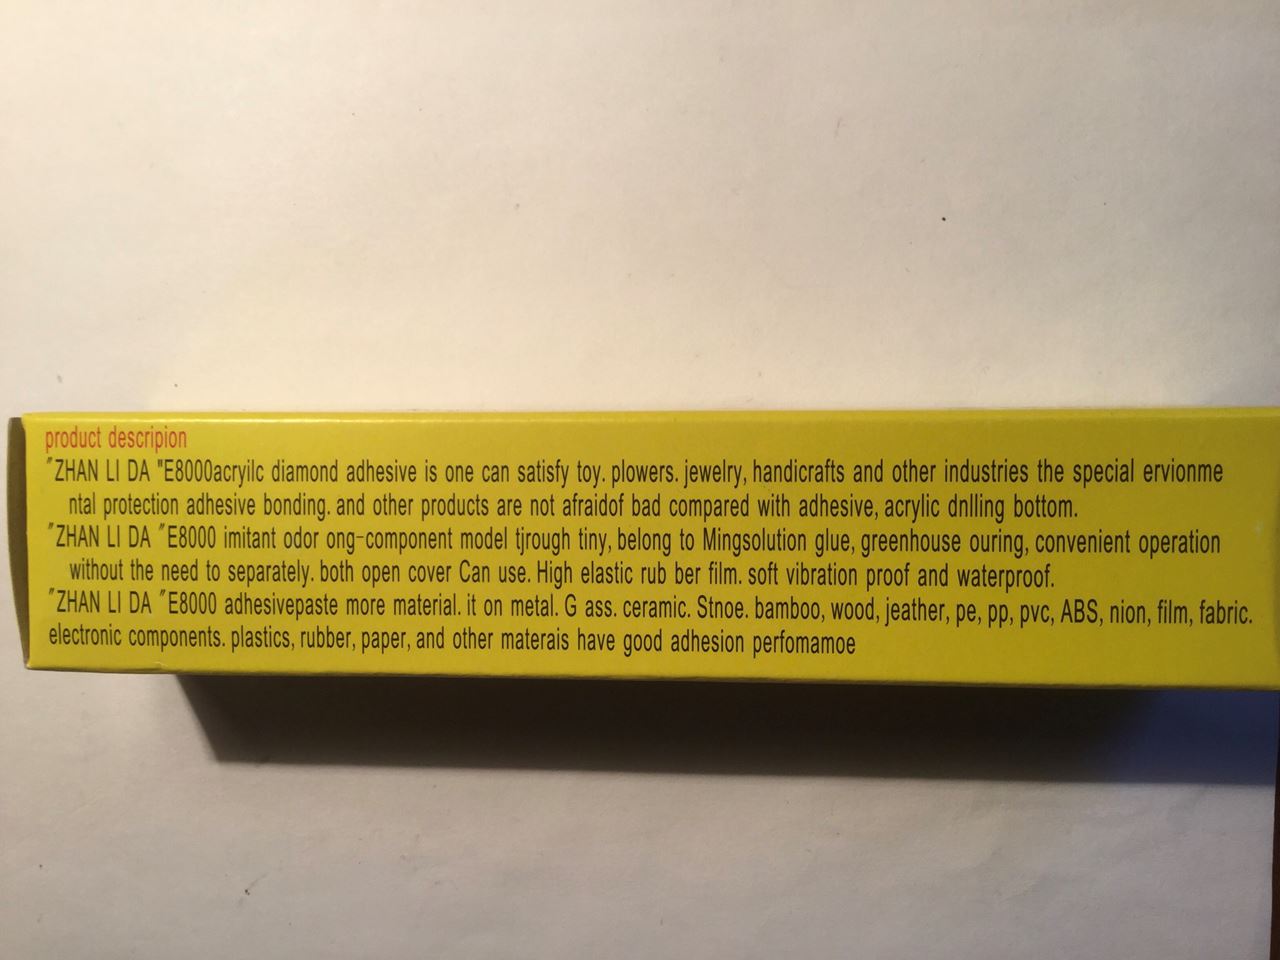 product descripion
"ZHAN LI DA "E8000acryilc diamond adhesive is one can satisfy toy. plowers. jewelry, handicrafts and other industries the special ervionme
ntal protection adhesive bonding. and other products are not afraidof bad compared with adhesive, acrylic dnlling bottom.
"ZHAN LI DA "E8000 imitant odor ong-component model tjrough tiny, belong to Mingsolution glue, greenhouse ouring, convenient operation
without the need to separately. both open cover Can use. High elastic rub ber film. soft vibration proof and waterproof.
"ZHAN LI DA "E8000 adhesivepaste more material. it on metal. G ass. ceramic. Stnoe. bamboo, wood, jeather, pe, pp, pvc, ABS, nion, film, fabric.
electronic components. plastics, rubber, paper, and other materais have good adhesion perfomamoe